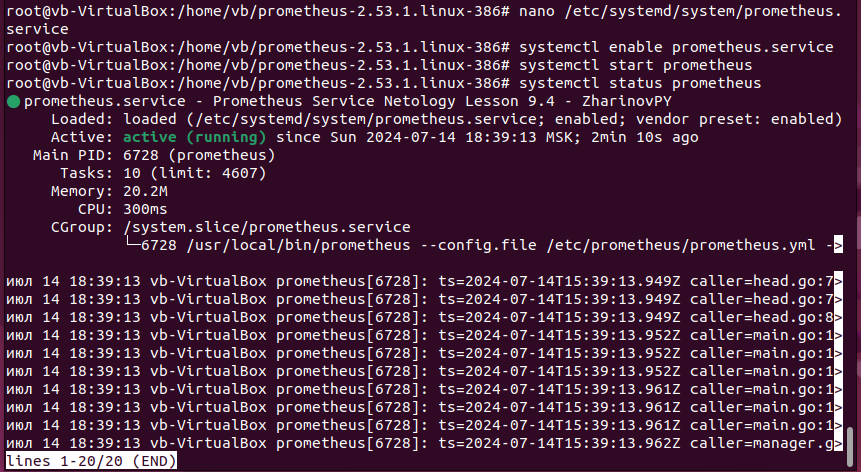 root@vb-VirtualBox:/home/vb/prometheus-2.53.1.linux-386# nano /etc/systemd/system/prometheus.
service
root@vb-VirtualBox:/home/vb/prometheus-2.53.1.linux-386# systemctl enable prometheus.service
root@vb-VirtualBox:/home/vb/prometheus-2.53.1.linux-386# systemctl start prometheus
root@vb-VirtualBox:/home/vb/prometheus-2.53.1.linux-386# systemctl status prometheus
● prometheus.service - Prometheus Service Netology Lesson 9.4 - ZharinovPY
Loaded: loaded (/etc/systemd/system/prometheus.service; enabled; vendor preset: enabled)
Active: active (running) since Sun 2024-07-14 18:39:13 MSK; 2min 10s ago
Main PID: 6728 (prometheus)
Tasks: 10 (limit: 4607)
Memory: 20.2M
CPU: 300ms
CGroup: /system.slice/prometheus.service
└─6728 /usr/local/bin/prometheus --config.file /etc/prometheus/prometheus.yml ->
июл 14 18:39:13 vb-VirtualBox prometheus[6728]: ts=2024-07-14T15:39:13.949Z caller=head.go:7>
июл 14 18:39:13 vb-VirtualBox prometheus[6728]: ts=2024-07-14T15:39:13.949Z caller=head.go:7>
июл 14 18:39:13 vb-VirtualBox prometheus[6728]: ts=2024-07-14T15:39:13.949Z caller=head.go:8>
июл 14 18:39:13 vb-VirtualBox prometheus[6728]: ts=2024-07-14T15:39:13.952Z caller=main.go:1>
июл 14 18:39:13 vb-VirtualBox prometheus[6728]: ts=2024-07-14T15:39:13.952Z caller=main.go:1>
июл 14 18:39:13 vb-VirtualBox prometheus[6728]: ts=2024-07-14T15:39:13.952Z caller=main.go:1>
июл 14 18:39:13 vb-VirtualBox prometheus[6728]: ts=2024-07-14T15:39:13.961Z caller=main.go:1>
июл 14 18:39:13 vb-VirtualBox prometheus[6728]: ts=2024-07-14T15:39:13.961Z caller=main.go:1>
июл 14 18:39:13 vb-VirtualBox prometheus[6728]: ts=2024-07-14T15:39:13.961Z caller=main.go:1>
июл 14 18:39:13 vb-VirtualBox prometheus[6728]: ts=2024-07-14T15:39:13.962Z caller=manager.g>
lines 1-20/20 (END)